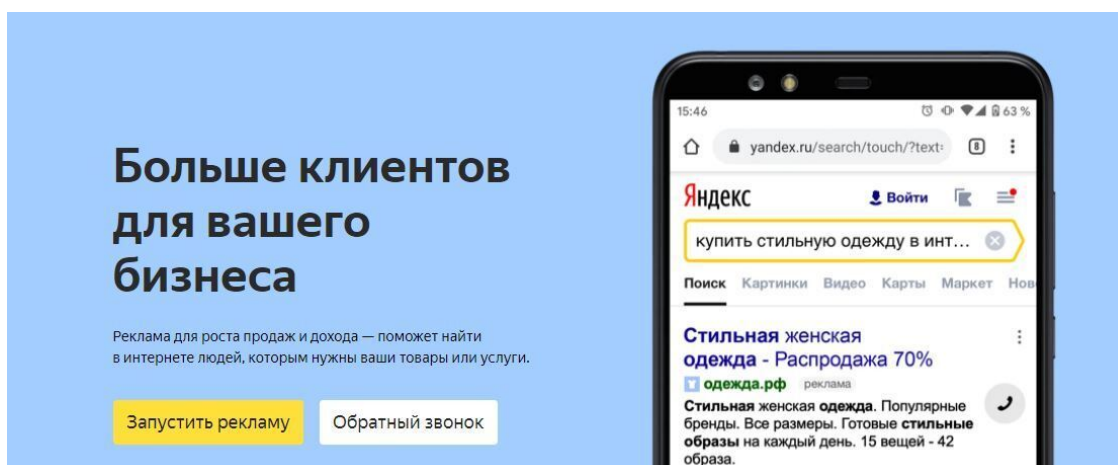 Больше клиентов
для вашего
бизнеса
Реклама для роста продаж и дохода — поможет найти
в интернете людей, которым нужны ваши товары или услуги.
Запустить рекламу
Обратный звонок
15:46
63 %
yandex.ru/search/touch/?text=
8
Яндекс
Войти
купить стильную одежду в инт...
Поиск Картинки Видео Карты Маркет Нов
Стильная женская
одежда - Распродажа 70%
одежда.рф реклама
Стильная женская одежда. Популярные
бренды. Все размеры. Готовые стильные
образы на каждый день. 15 вещей - 42
образа.